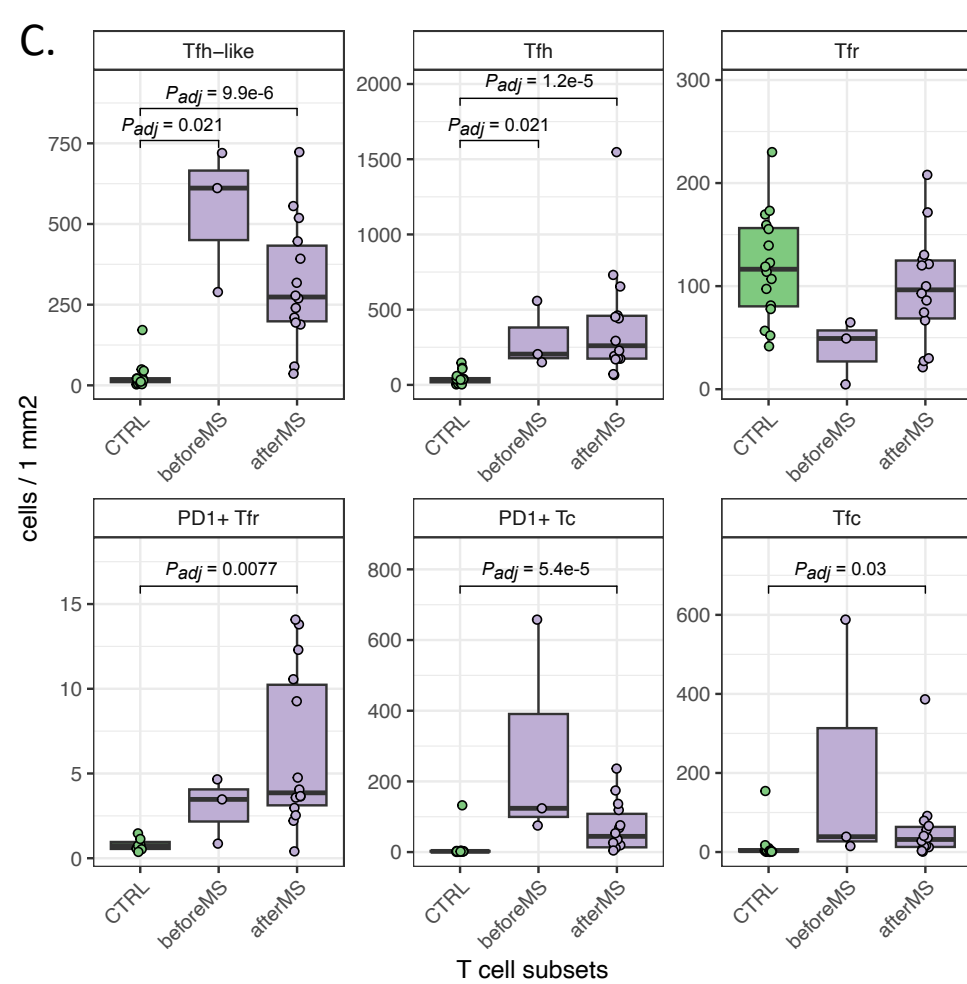 C.
Tfh−like
Tfh
Tfr
Padj = 9.9e-6
Padj = 0.021
750
500
250
0
CTRL
beforeMS
afterMS
Padj = 1.2e-5
Padj = 0.021
2000
1500
1000
500
0
CTRL
beforeMS
afterMS
300
200
100
0
CTRL
beforeMS
afterMS
cells / 1 mm2
PD1+ Tfr
PD1+ Tc
Tfc
Padj = 0.0077
15
10
5
0
CTRL
beforeMS
afterMS
Padj = 5.4e-5
800
600
400
200
0
CTRL
beforeMS
afterMS
Padj = 0.03
600
400
200
0
CTRL
beforeMS
afterMS
T cell subsets